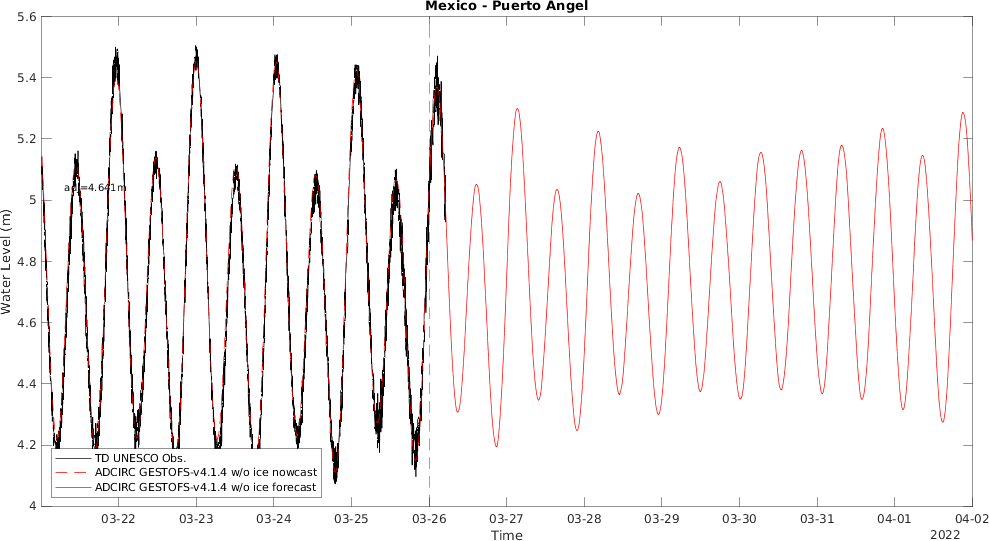 Mexico - Puerto Angel
5.6
5.4
5.2
5
4.8
4.6
4.4
4.2
4
Water Level (m)
adj=4.641m
TD UNESCO Obs.
ADCIRC GESTOFS-v4.1.4 w/o ice nowcast
ADCIRC GESTOFS-v4.1.4 w/o ice forecast
03-22 03-23 03-24 03-25 03-26 03-27 03-28 03-29 03-30 03-31 04-01 04-02
Time
2022